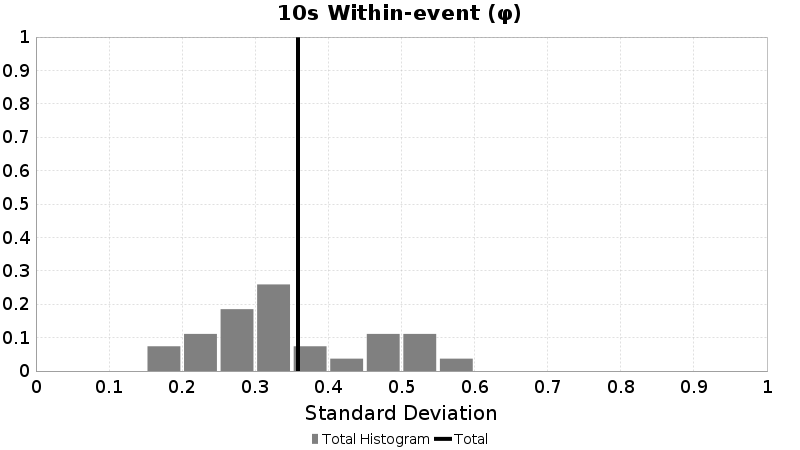 10s Within-event (φ)
1
0.9
0.8
0.7
0.6
0.5
0.4
0.3
0.2
0.1
0
0 0.1 0.2 0.3 0.4 0.5 0.6 0.7 0.8 0.9 1
Standard Deviation
Total Histogram Total